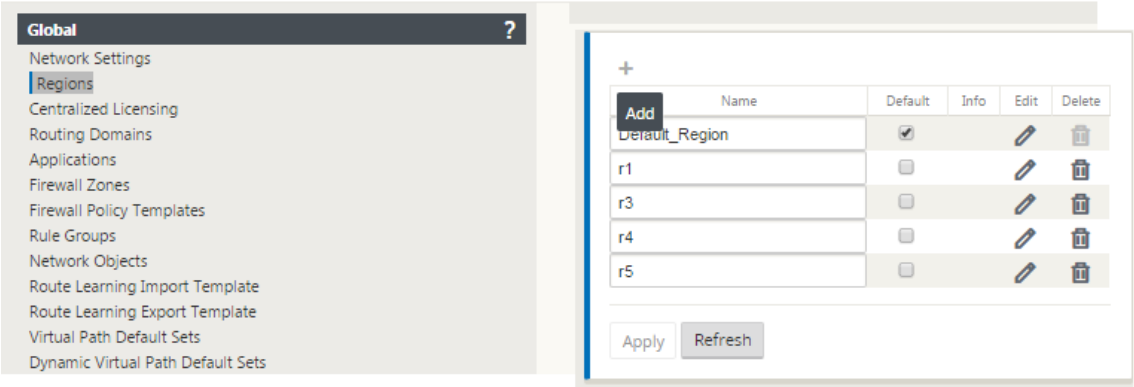 Global ?
Network Settings
Regions
Centralized Licensing
Routing Domains
Applications
Firewall Zones
Firewall Policy Templates
Rule Groups
Network Objects
Route Learning Import Template
Route Learning Export Template
Virtual Path Default Sets
Dynamic Virtual Path Default Sets
+
Name Default Info Edit Delete
Add
Default_Region
r1
r3
r4
r5
Apply Refresh